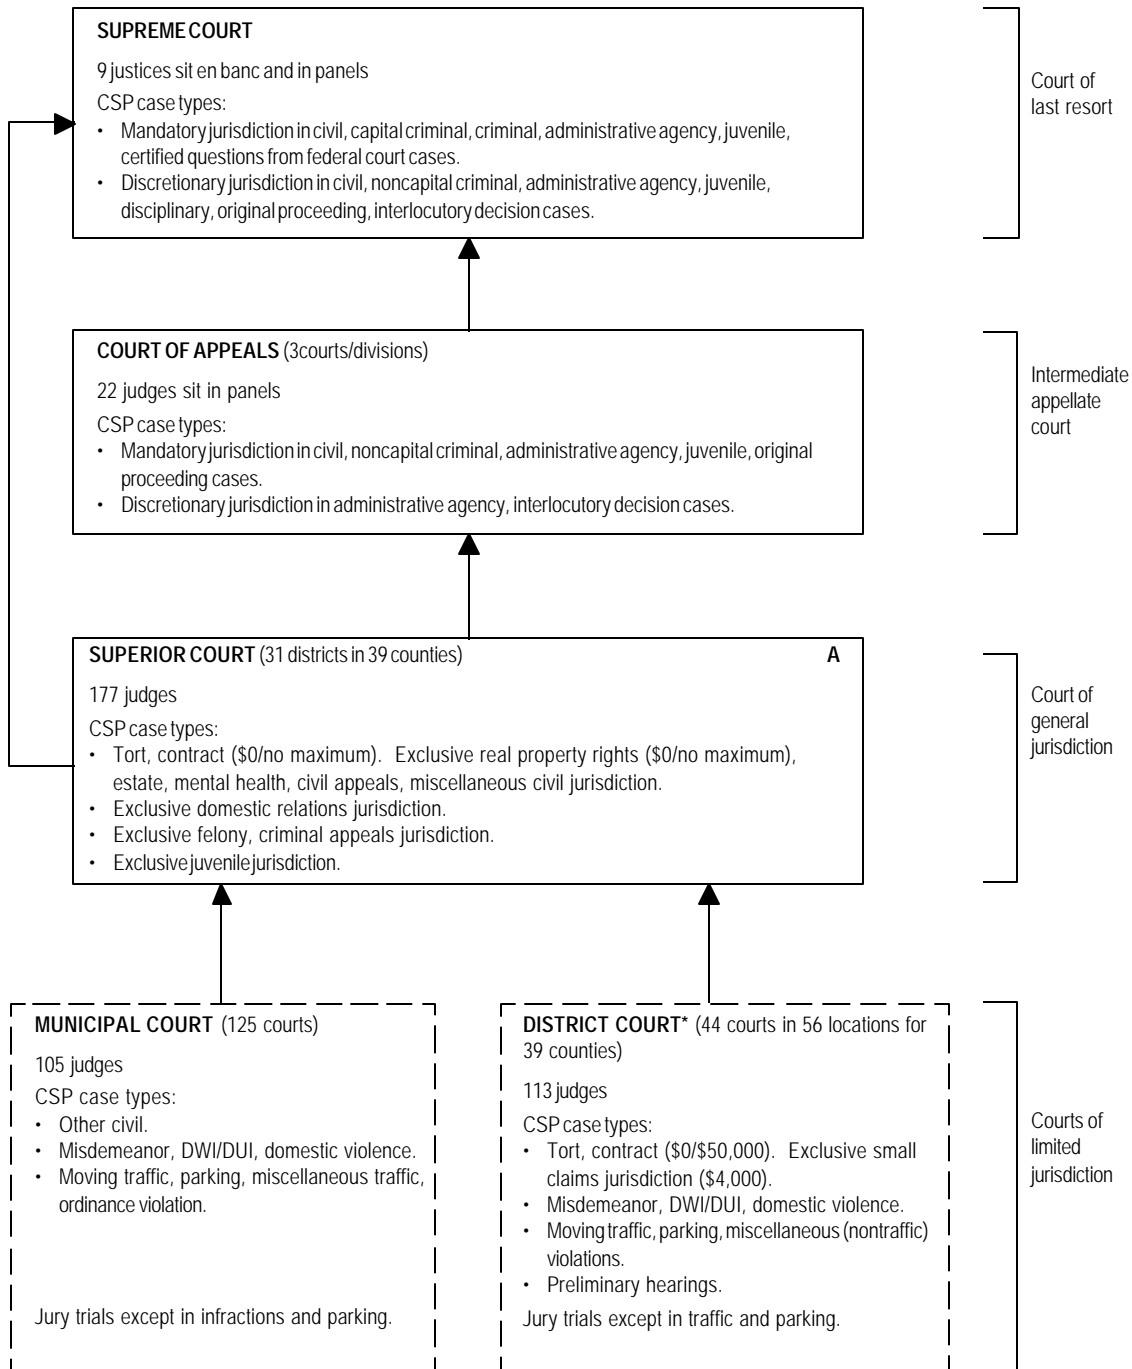 SUPREME COURT
9 justices sit en banc and in panels
CSP case types:
• Mandatory jurisdiction in civil, capital criminal, criminal, administrative agency, juvenile,
certified questions from federal court cases.
• Discretionary jurisdiction in civil, noncapital criminal, administrative agency, juvenile,
disciplinary, original proceeding, interlocutory decision cases.
Court of
last resort
COURT OF APPEALS (3 courts/divisions)
22 judges sit in panels
CSP case types:
• Mandatory jurisdiction in civil, noncapital criminal, administrative agency, juvenile, original
proceeding cases.
• Discretionary jurisdiction in administrative agency, interlocutory decision cases.
Intermediate
appellate
court
SUPERIOR COURT (31 districts in 39 counties) A
177 judges
CSP case types:
• Tort, contract ($0/no maximum). Exclusive real property rights ($0/no maximum),
estate, mental health, civil appeals, miscellaneous civil jurisdiction.
• Exclusive domestic relations jurisdiction.
• Exclusive felony, criminal appeals jurisdiction.
• Exclusive juvenile jurisdiction.
Court of
general
jurisdiction
MUNICIPAL COURT (125 courts)
105 judges
CSP case types:
• Other civil.
• Misdemeanor, DWI/DUI, domestic violence.
• Moving traffic, parking, miscellaneous traffic,
ordinance violation.
Jury trials except in infractions and parking.
DISTRICT COURT* (44 courts in 56 locations for
39 counties)
113 judges
CSP case types:
• Tort, contract ($0/$50,000). Exclusive small
claims jurisdiction ($4,000).
• Misdemeanor, DWI/DUI, domestic violence.
• Moving traffic, parking, miscellaneous (nontraffic)
violations.
• Preliminary hearings.
Jury trials except in traffic and parking.
Courts of
limited
jurisdiction